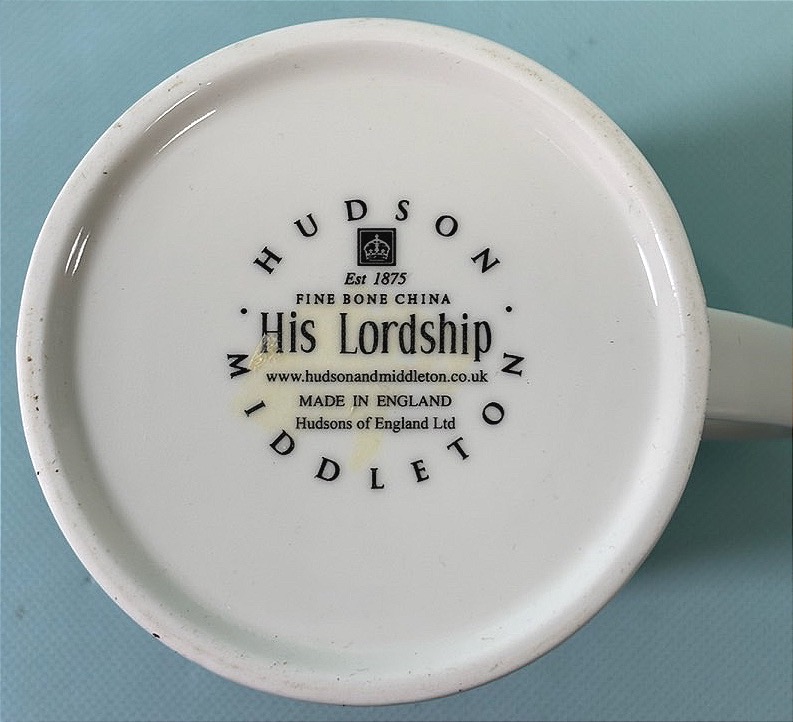 HUDSON
Est 1875
FINE BONE CHINA
His Lordship
www.hudsonandmiddleton.co.uk
MADE IN ENGLAND
Hudsons of England Ltd
MIDDLETON